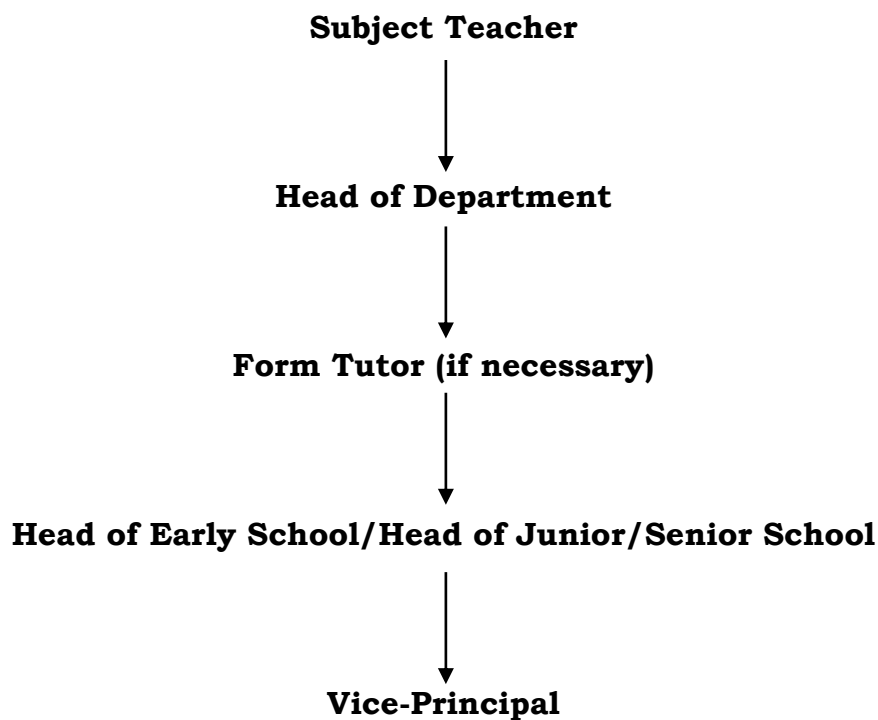 Subject Teacher
Head of Department
Form Tutor (if necessary)
Head of Early School/Head of Junior/Senior School
Vice-Principal